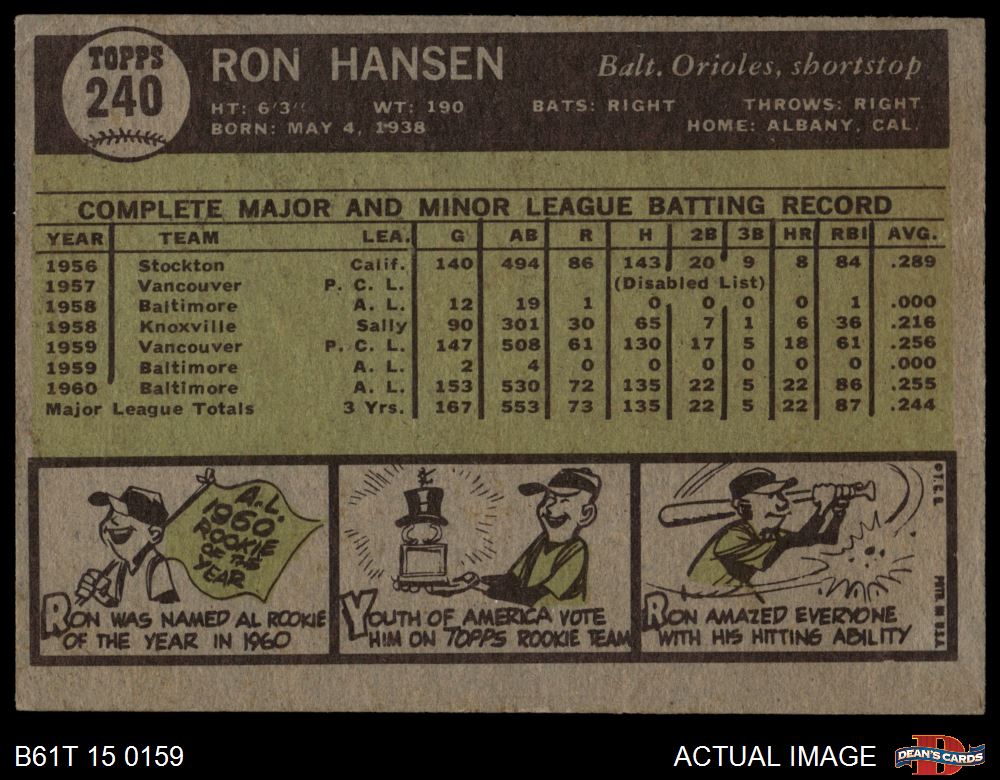 TOPPS
240
RON HANSEN
Balt. Orioles, shortstop
HT: 6'3" WT: 190 BATS: RIGHT THROWS: RIGHT
BORN: MAY 4, 1938 HOME: ALBANY, CAL.
COMPLETE MAJOR AND MINOR LEAGUE BATTING RECORD
YEAR TEAM LEA. G AB R H 2B 3B HR RBI AVG.
1956 Stockton Calif. 140 494 86 143 20 9 8 84 .289
1957 Vancouver P. C. L. (Disabled List)
1958 Baltimore A. L. 12 19 1 0 0 0 0 1 .000
1958 Knoxville Sally 90 301 30 65 7 1 6 36 .216
1959 Vancouver P. C. L. 147 508 61 130 17 5 18 61 .256
1959 Baltimore A. L. 2 4 0 0 0 0 0 0 .000
1960 Baltimore A. L. 153 530 72 135 22 5 22 86 .255
Major League Totals 3 Yrs. 167 553 73 135 22 5 22 87 .244
A.L.
1960
ROOKIE
OF THE
YEAR
RON WAS NAMED AL ROOKIE
OF THE YEAR IN 1960
YOUTH OF AMERICA VOTE
HIM ON TOPPS ROOKIE TEAM
RON AMAZED EVERYONE
WITH HIS HITTING ABILITY
© T. C. G.
PRTD. IN U.S.A.
B61T 15 0159
ACTUAL IMAGE
D
DEAN'S CARDS